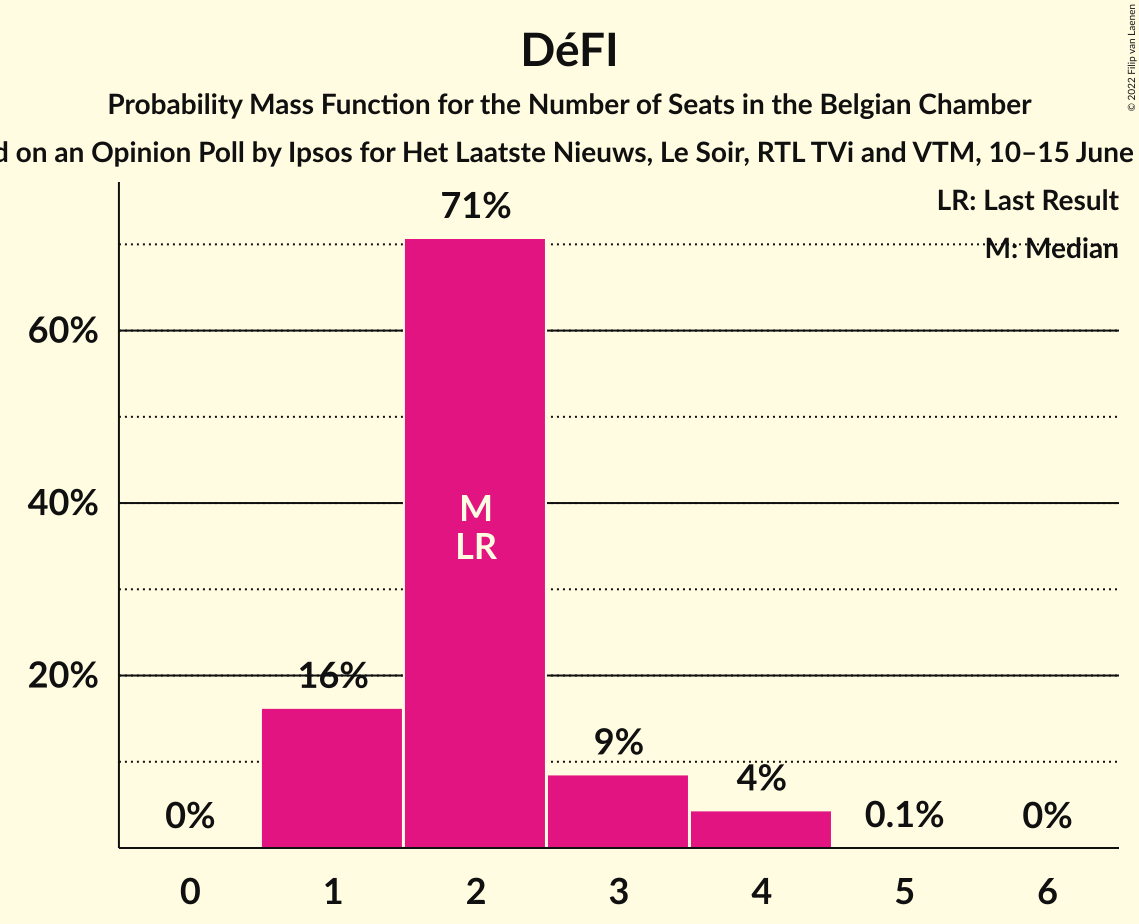 DéFI
Probability Mass Function for the Number of Seats in the Belgian Chamber
on an Opinion Poll by Ipsos for Het Laatste Nieuws, Le Soir, RTL TVi and VTM, 10–15 June
© 2022 Filip van Laenen
LR: Last Result
M: Median
71%
60%
40%
M
LR
20%
16%
9%
4%
0%
0.1%
0%
0 1 2 3 4 5 6